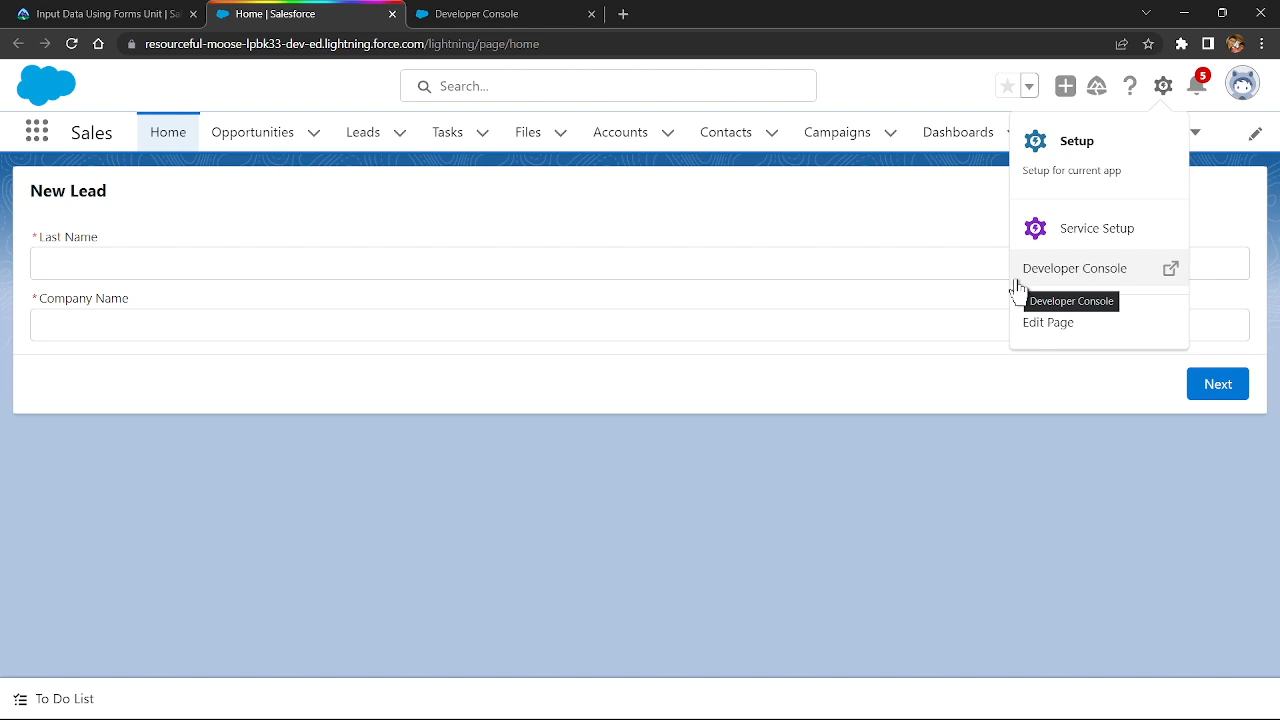 Input Data Using Forms Unit | Sa
Home | Salesforce
Developer Console
resourceful-moose-lpbk33-dev-ed.lightning.force.com/lightning/page/home
Search...
5
Sales
Home
Opportunities
Leads
Tasks
Files
Accounts
Contacts
Campaigns
Dashboards
Setup
Setup for current app
Service Setup
Developer Console
Developer Console
Edit Page
New Lead
*Last Name
*Company Name
Next
To Do List